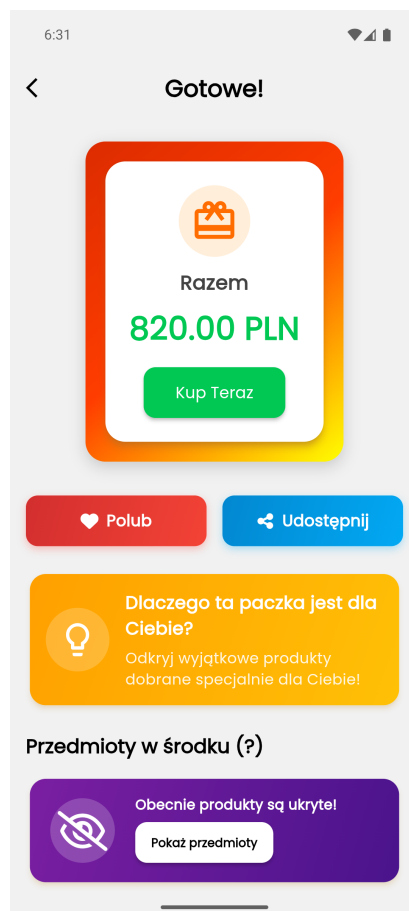 6:31
Gotowe!
Razem
820.00 PLN
Kup Teraz
Polub
Udostępnij
Dlaczego ta paczka jest dla
Ciebie?
Odkryj wyjątkowe produkty
dobrane specjalnie dla Ciebie!
Przedmioty w środku (?)
Obecnie produkty są ukryte!
Pokaż przedmioty